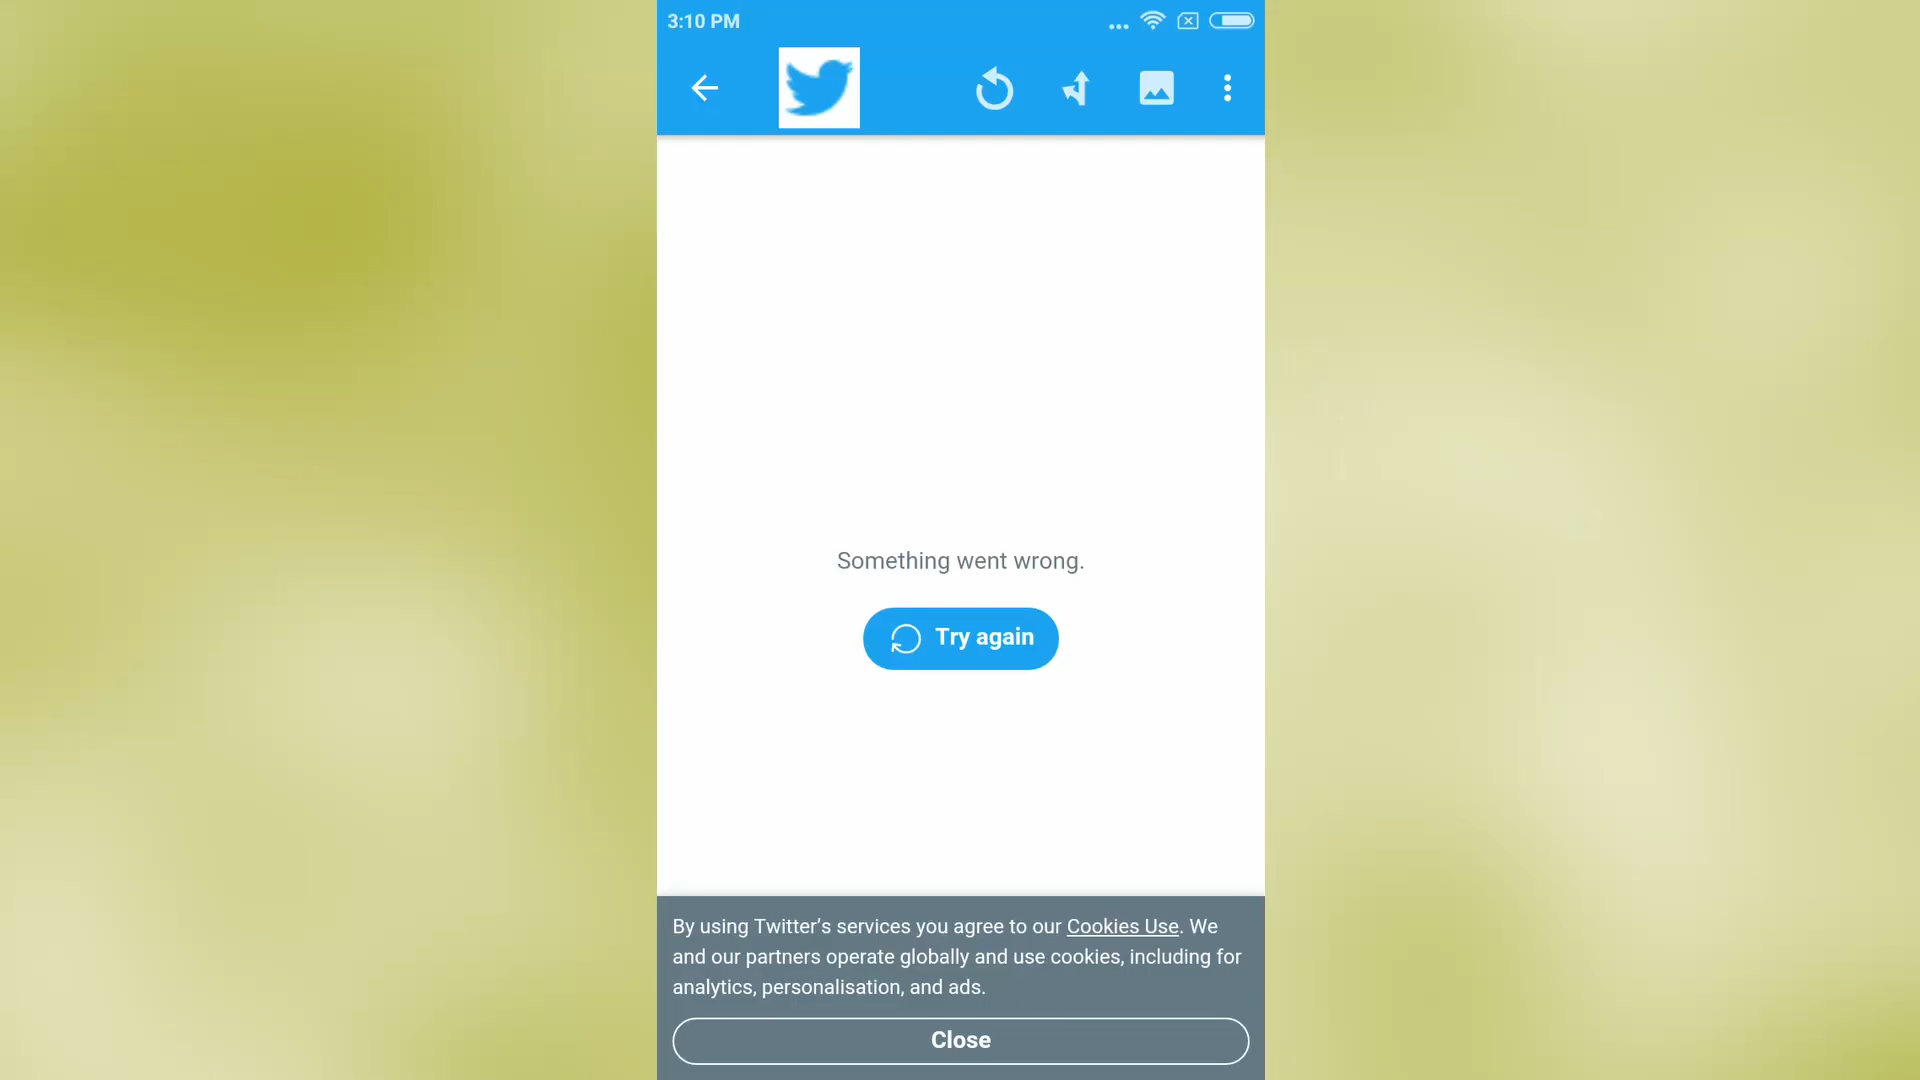 3:10 PM
Something went wrong.
Try again
By using Twitter’s services you agree to our Cookies Use. We
and our partners operate globally and use cookies, including for
analytics, personalisation, and ads.
Close